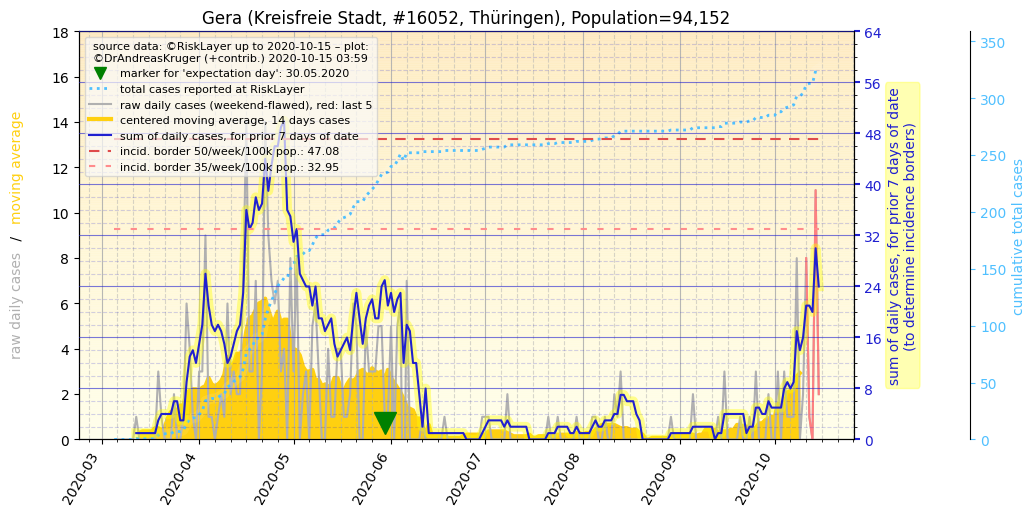 Gera (Kreisfreie Stadt, #16052, Thüringen), Population=94,152
source data: ©RiskLayer up to 2020-10-15 – plot:
©DrAndreasKruger (+contrib.) 2020-10-15 03:59
marker for 'expectation day': 30.05.2020
total cases reported at RiskLayer
raw daily cases (weekend-flawed), red: last 5
centered moving average, 14 days cases
sum of daily cases, for prior 7 days of date
incid. border 50/week/100k pop.: 47.08
incid. border 35/week/100k pop.: 32.95
raw daily cases / moving average
18
16
14
12
10
8
6
4
2
0
2020-03
2020-04
2020-05
2020-06
2020-07
2020-08
2020-09
2020-10
64
56
48
40
32
24
16
8
0
sum of daily cases, for prior 7 days of date
(to determine incidence borders)
350
300
250
200
150
100
50
0
cumulative total cases